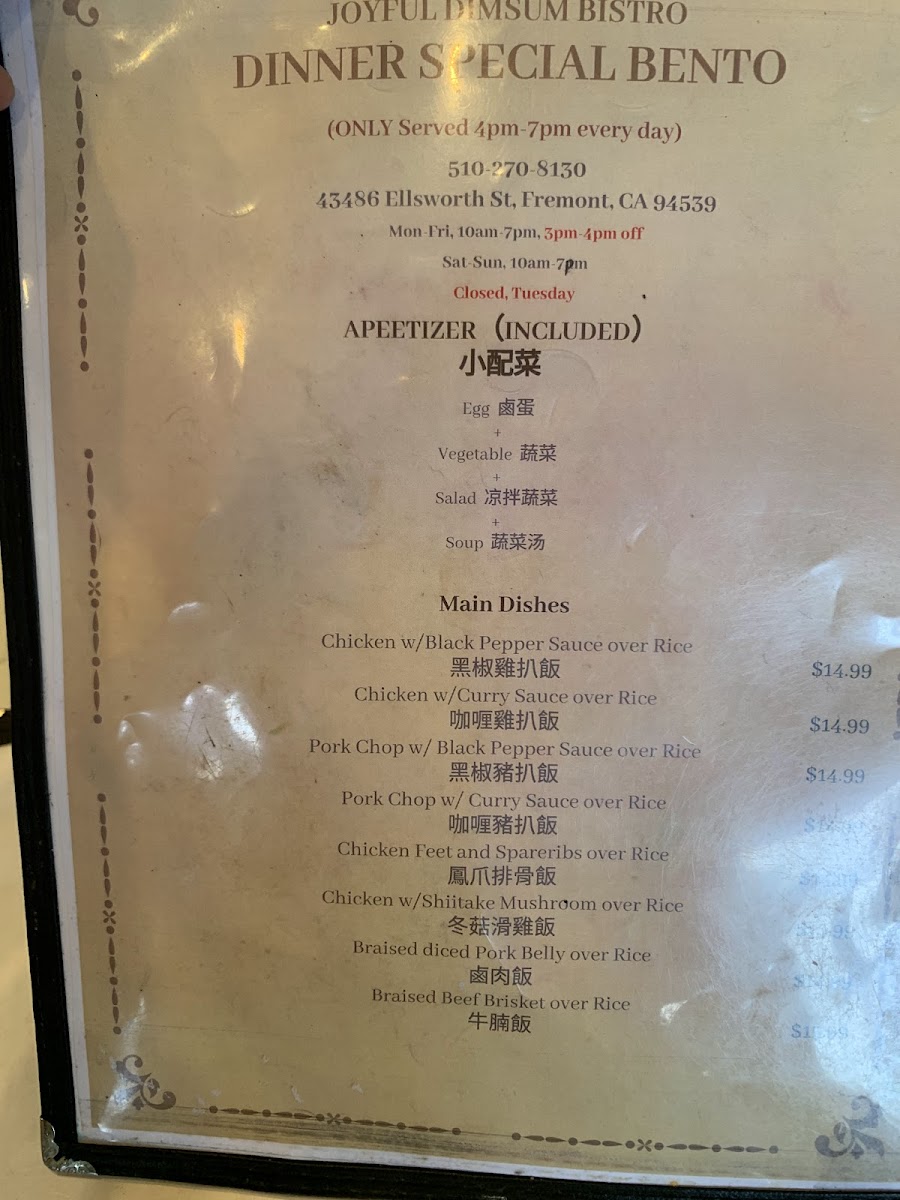 JOYFUL DIMSUM BISTRO
DINNER SPECIAL BENTO
(ONLY Served 4pm-7pm every day)
510-270-8130
43486 Ellsworth St, Fremont, CA 94539
Mon-Fri, 10am-7pm, 3pm-4pm off
Sat-Sun, 10am-7pm
Closed, Tuesday
APEETIZER（INCLUDED）
小配菜
Egg 鹵蛋
+
Vegetable 蔬菜
+
Salad 凉拌蔬菜
+
Soup 蔬菜汤
Main Dishes
Chicken w/Black Pepper Sauce over Rice
黑椒雞扒飯 $14.99
Chicken w/Curry Sauce over Rice
咖喱雞扒飯 $14.99
Pork Chop w/ Black Pepper Sauce over Rice
黑椒豬扒飯 $14.99
Pork Chop w/ Curry Sauce over Rice
咖喱豬扒飯
Chicken Feet and Spareribs over Rice
鳳爪排骨飯
Chicken w/Shiitake Mushroom over Rice
冬菇滑雞飯
Braised diced Pork Belly over Rice
鹵肉飯
Braised Beef Brisket over Rice
牛腩飯